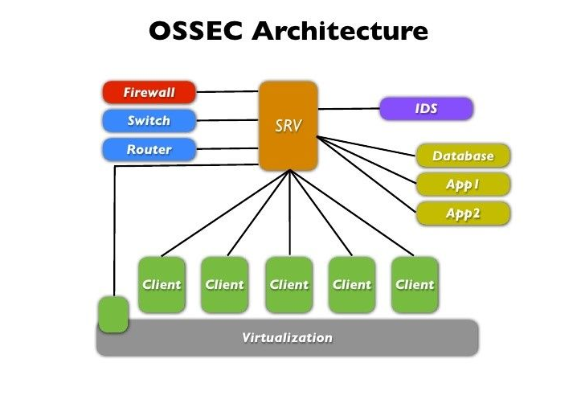 OSSEC Architecture
Firewall
Switch
Router
SRV
IDS
Database
App1
App2
Client
Client
Client
Client
Client
Virtualization